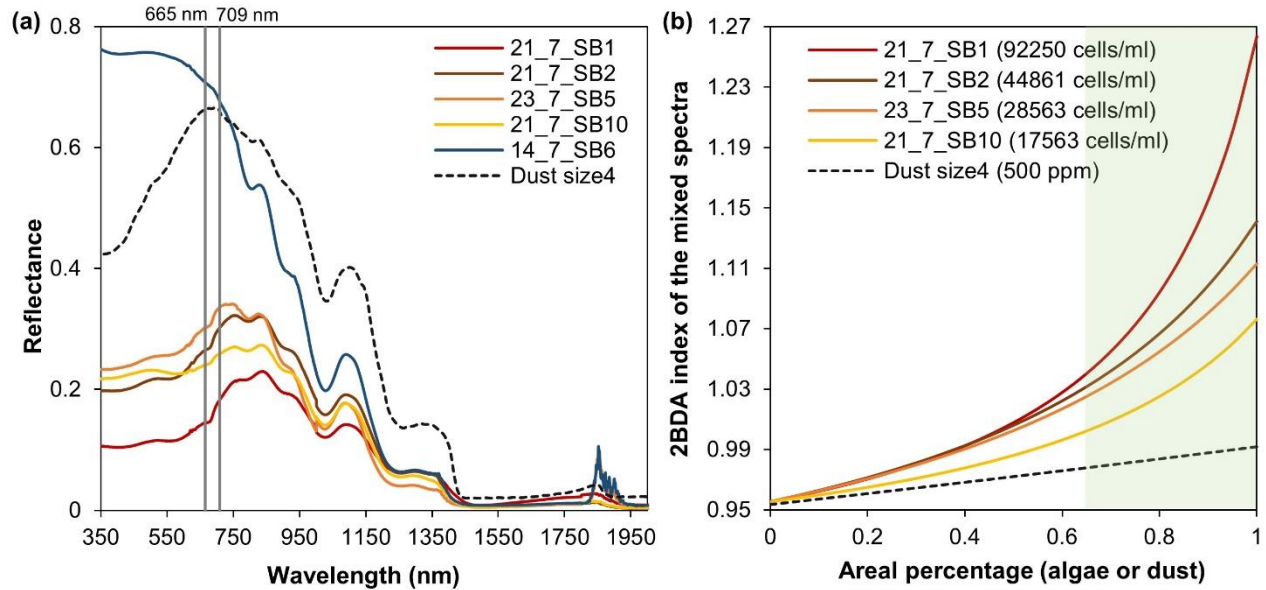 (a)
665 nm
709 nm
0.8
0.6
0.4
0.2
0
Reflectance
21_7_SB1
21_7_SB2
23_7_SB5
21_7_SB10
14_7_SB6
Dust size4
350 550 750 950 1150 1350 1550 1750 1950
Wavelength (nm)
(b)
1.27
1.23
1.19
1.15
1.11
1.07
1.03
0.99
0.95
2BDA index of the mixed spectra
21_7_SB1 (92250 cells/ml)
21_7_SB2 (44861 cells/ml)
23_7_SB5 (28563 cells/ml)
21_7_SB10 (17563 cells/ml)
Dust size4 (500 ppm)
0 0.2 0.4 0.6 0.8 1
Areal percentage (algae or dust)